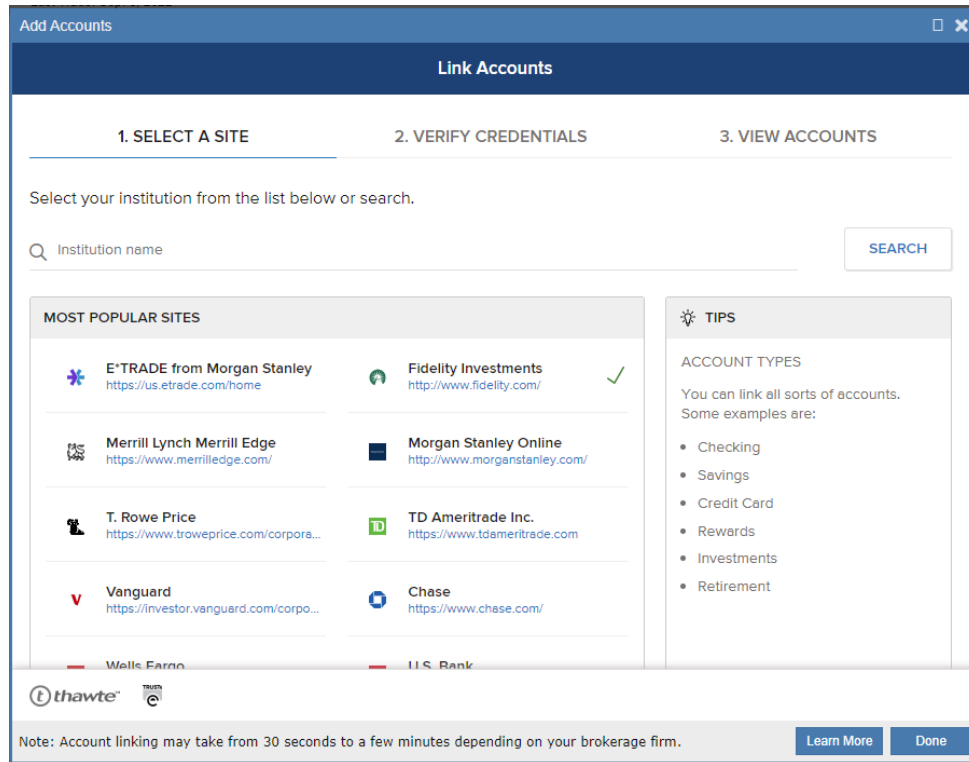 Add Accounts
Link Accounts
1. SELECT A SITE
2. VERIFY CREDENTIALS
3. VIEW ACCOUNTS
Select your institution from the list below or search.
Institution name
SEARCH
MOST POPULAR SITES
E*TRADE from Morgan Stanley
https://us.etrade.com/home
Fidelity Investments
http://www.fidelity.com/
Merrill Lynch Merrill Edge
https://www.merrilledge.com/
Morgan Stanley Online
http://www.morganstanley.com/
T. Rowe Price
https://www.troweprice.com/corpora...
TD Ameritrade Inc.
https://www.tdameritrade.com
Vanguard
https://investor.vanguard.com/corpo...
Chase
https://www.chase.com/
Wells Fargo
U.S. Bank
TIPS
ACCOUNT TYPES
You can link all sorts of accounts.
Some examples are:
• Checking
• Savings
• Credit Card
• Rewards
• Investments
• Retirement
thawte™
TRUSTe
Note: Account linking may take from 30 seconds to a few minutes depending on your brokerage firm.
Learn More
Done